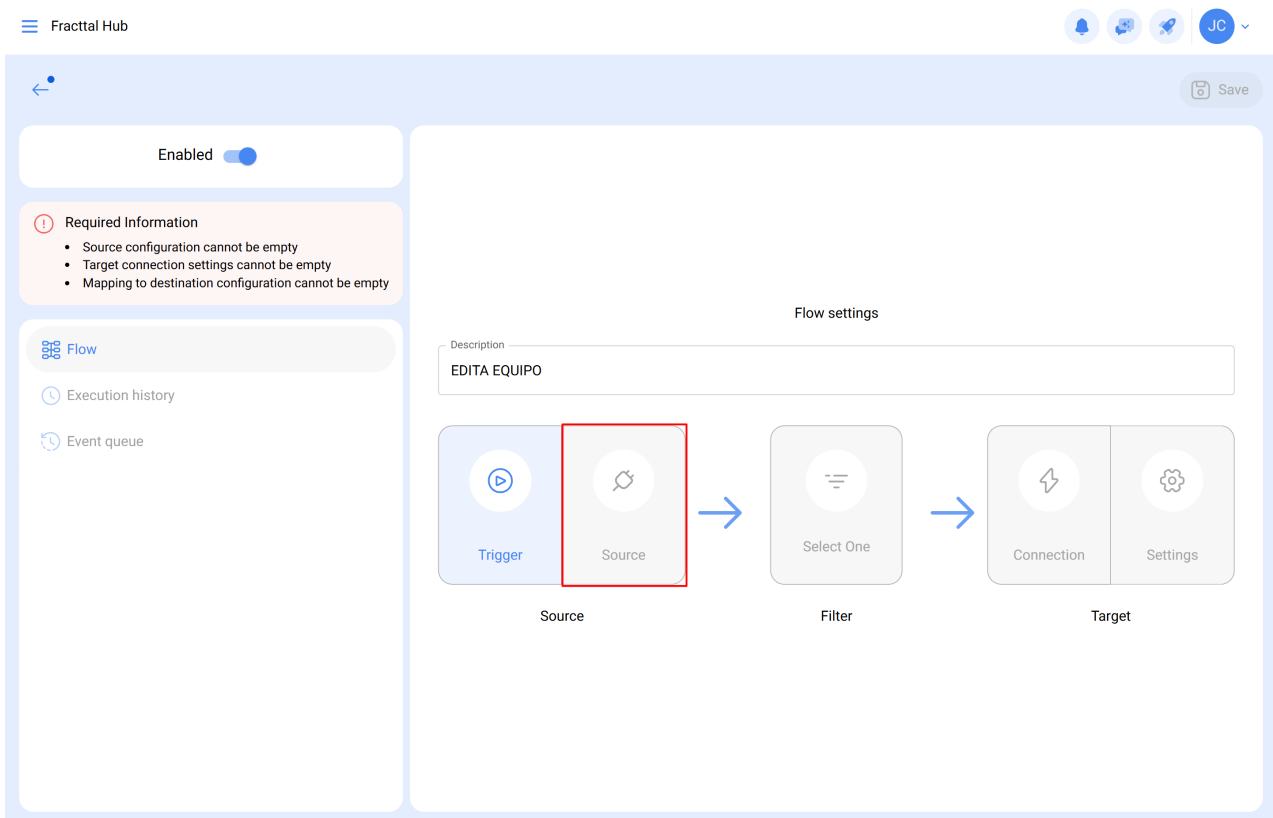 Fracttal Hub
JC
Save
Enabled
Required Information
Source configuration cannot be empty
Target connection settings cannot be empty
Mapping to destination configuration cannot be empty
Flow
Execution history
Event queue
Flow settings
Description
EDITA EQUIPO
Trigger
Source
Select One
Connection
Settings
Source
Filter
Target